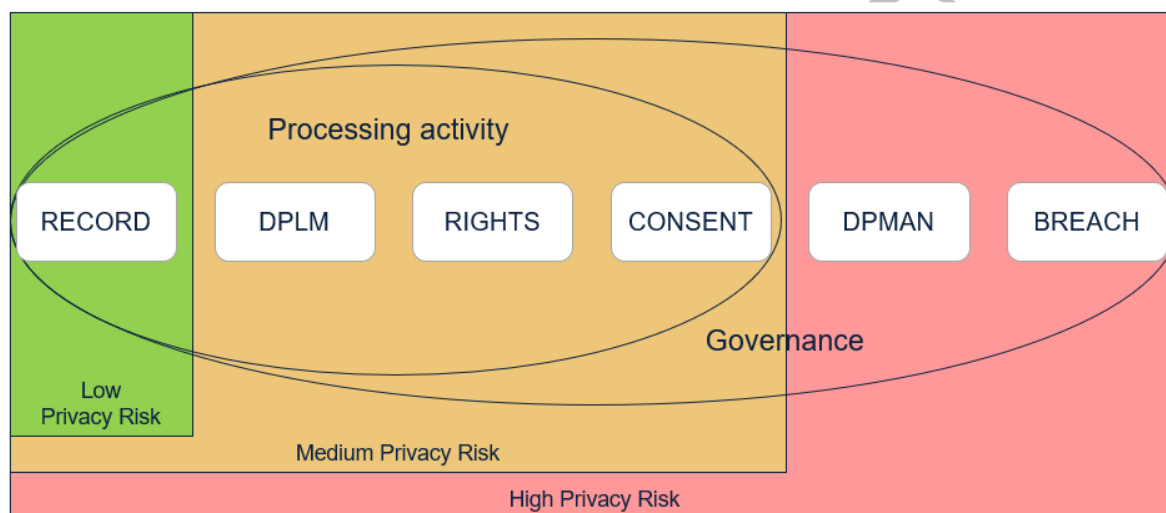 Processing activity
RECORD
DPLM
RIGHTS
CONSENT
DPMAN
BREACH
Governance
Low
Privacy Risk
Medium Privacy Risk
High Privacy Risk